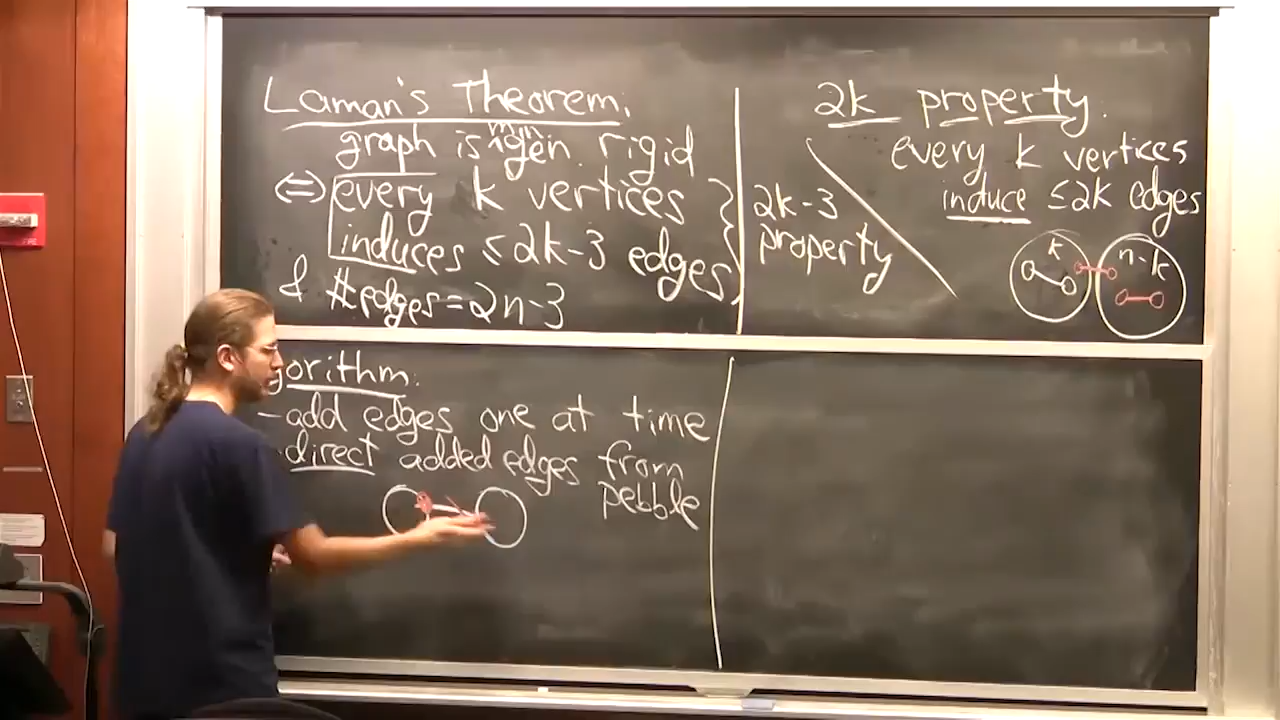 Laman's Theorem:
graph is min gen. rigid
⇔ every k vertices
induces ≤ 2k-3 edges
& #edges = 2n-3
2k-3
property
2k property:
every k vertices
induce ≤2k edges
k n-k
gorithm:
- add edges one at time
- direct added edges from
pebble